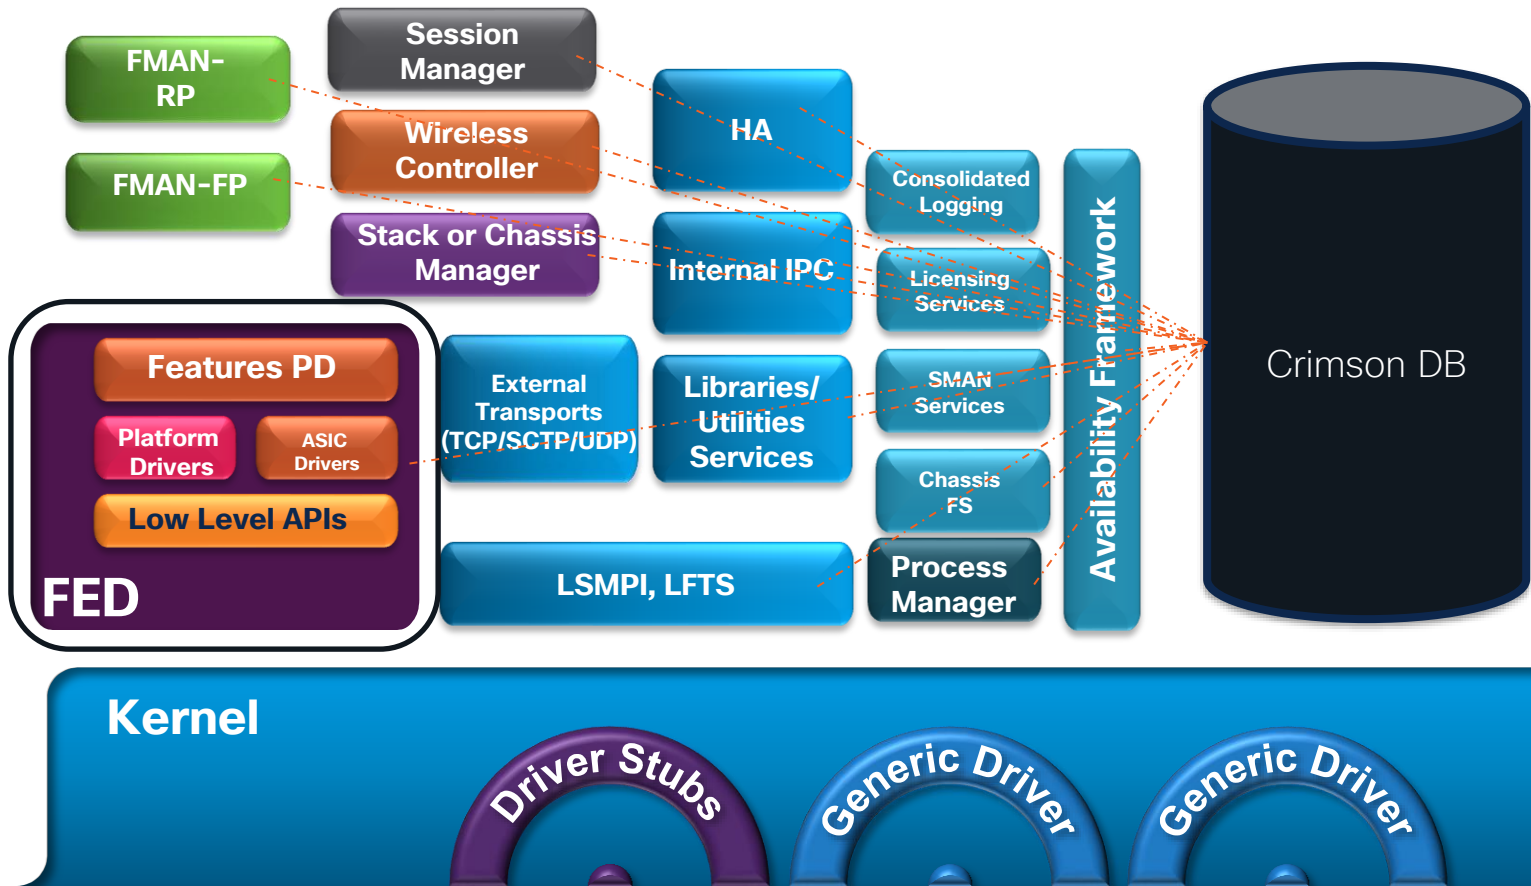 FMAN-
RP
FMAN-FP
Session
Manager
Wireless
Controller
Stack or Chassis
Manager
HA
Internal IPC
Consolidated
Logging
Licensing
Services
SMAN
Services
Chassis
FS
Process
Manager
Availability Framework
Crimson DB
Features PD
Platform
Drivers
ASIC
Drivers
Low Level APIs
FED
External
Transports
(TCP/SCTP/UDP)
Libraries/
Utilities
Services
LSMPI, LFTS
Kernel
Driver Stubs
Generic Driver
Generic Driver